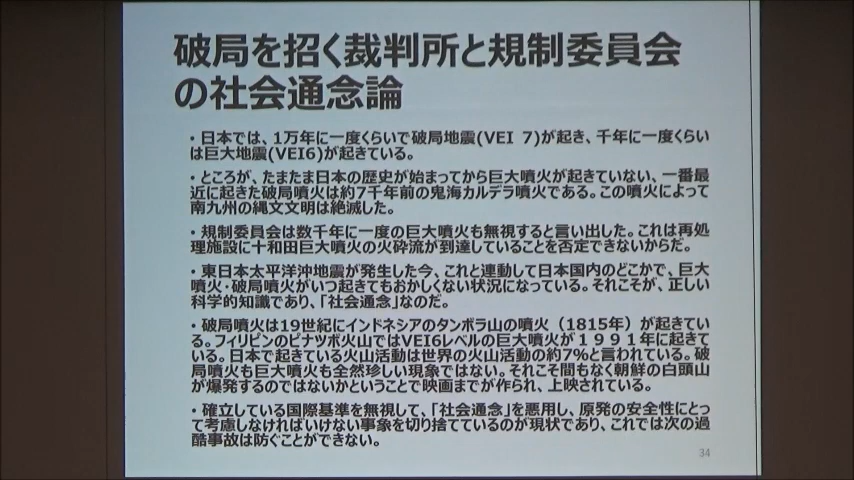 破局を招く裁判所と規制委員会
の社会通念論
・日本では、1万年に一度くらいで破局地震(VEI 7)が起き、千年に一度くらい
は巨大地震(VEI6)が起きている。
・ところが、たまたま日本の歴史が始まってから巨大噴火が起きていない、一番最
近に起きた破局噴火は約7千年前の鬼海カルデラ噴火である。この噴火によって
南九州の縄文文明は絶滅した。
・規制委員会は数千年に一度の巨大噴火も無視すると言い出した。これは再処
理施設に十和田巨大噴火の火砕流が到達していることを否定できないからだ。
・東日本太平洋沖地震が発生した今、これと連動して日本国内のどこかで、巨大
噴火・破局噴火がいつ起きてもおかしくない状況になっている。それこそが、正しい
科学的知識であり、「社会通念」なのだ。
・破局噴火は19世紀にインドネシアのタンボラ山の噴火（1815年）が起きてい
る。フィリピンのピナツボ火山ではVEI6レベルの巨大噴火が１９９１年に起きて
いる。日本で起きている火山活動は世界の火山活動の約7%と言われている。破
局噴火も巨大噴火も全然珍しい現象ではない。それこそ間もなく朝鮮の白頭山
が爆発するのではないかということで映画までが作られ、上映されている。
・確立している国際基準を無視して、「社会通念」を悪用し、原発の安全性にとっ
て考慮しなければいけない事象を切り捨てているのが現状であり、これでは次の過
酷事故は防ぐことができない。
34